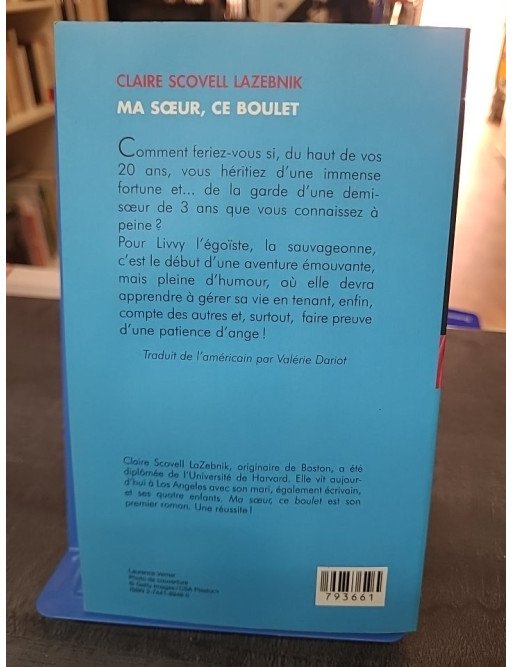 CLAIRE SCOVELL LAZEBNIK
MA SŒUR, CE BOULET
Comment feriez-vous si, du haut de vos
20 ans, vous héritiez d'une immense
fortune et... de la garde d'une demi-
sœur de 3 ans que vous connaissez à
peine ?
Pour Livvy l'égoïste, la sauvageonne,
c'est le début d'une aventure émouvante,
mais pleine d'humour, où elle devra
apprendre à gérer sa vie en tenant, enfin,
compte des autres et, surtout, faire preuve
d'une patience d'ange !
Traduit de l'américain par Valérie Dariot
Claire Scovell LaZebnik, originaire de Boston, a été
diplômée de l'Université de Harvard. Elle vit aujour-
d'hui à Los Angeles avec son mari, également écrivain,
et ses quatre enfants. Ma sœur, ce boulet est son
premier roman. Une réussite !
Photo de couverture
793661